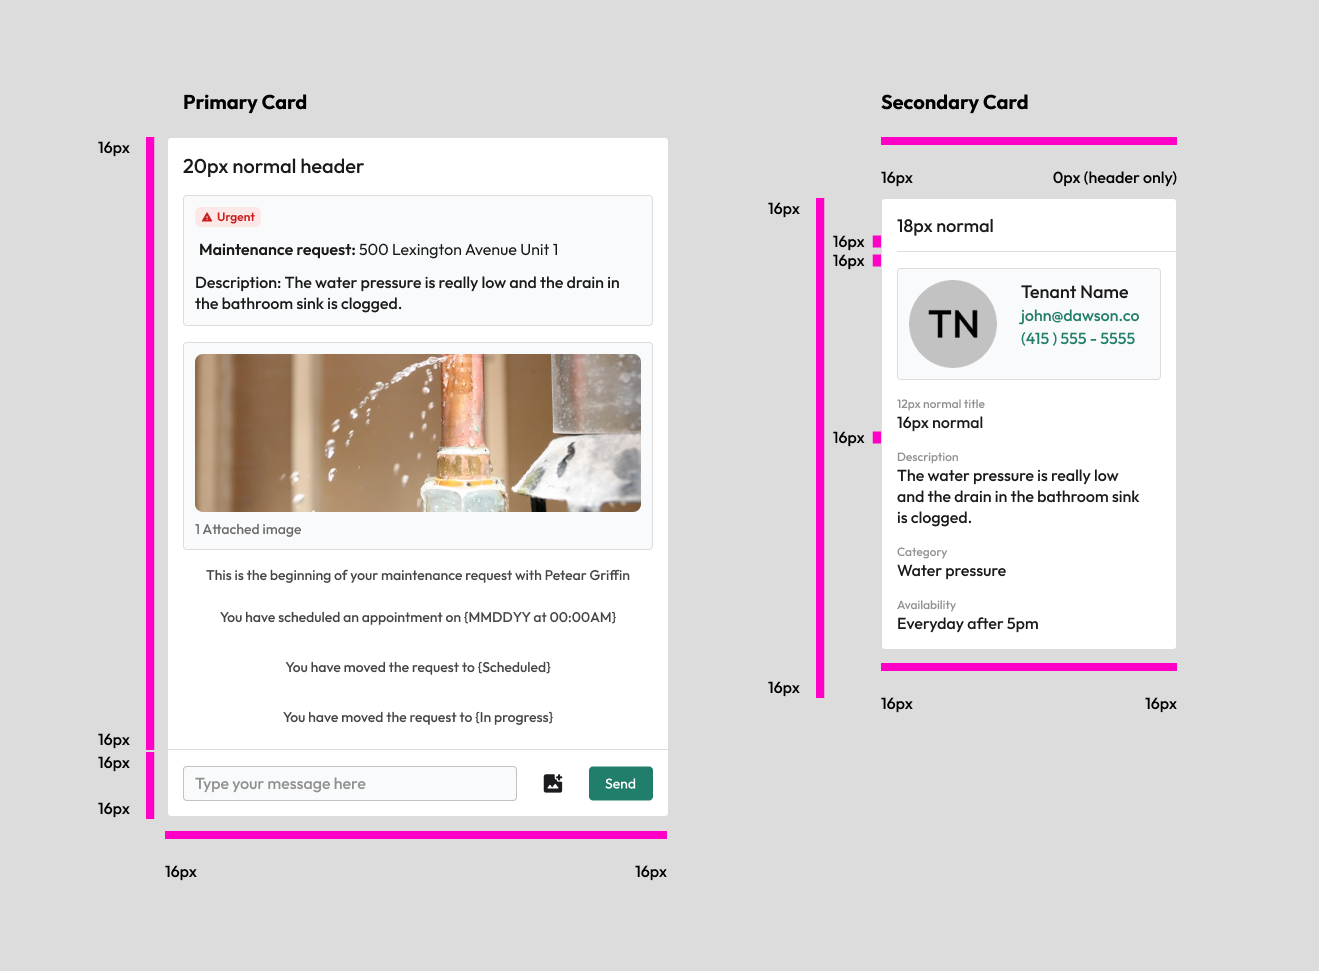 Primary Card
16px
20px normal header
Urgent
Maintenance request: 500 Lexington Avenue Unit 1
Description: The water pressure is really low and the drain in
the bathroom sink is clogged.
1 Attached image
This is the beginning of your maintenance request with Petear Griffin
You have scheduled an appointment on {MMDDYY at 00:00AM}
You have moved the request to {Scheduled}
You have moved the request to {In progress}
16px
16px
Type your message here
Send
16px
16px
16px
Secondary Card
16px
0px (header only)
16px
18px normal
16px
16px
TN
Tenant Name
john@dawson.co
(415 ) 555 - 5555
12px normal title
16px normal
16px
Description
The water pressure is really low
and the drain in the bathroom sink
is clogged.
Category
Water pressure
Availability
Everyday after 5pm
16px
16px
16px